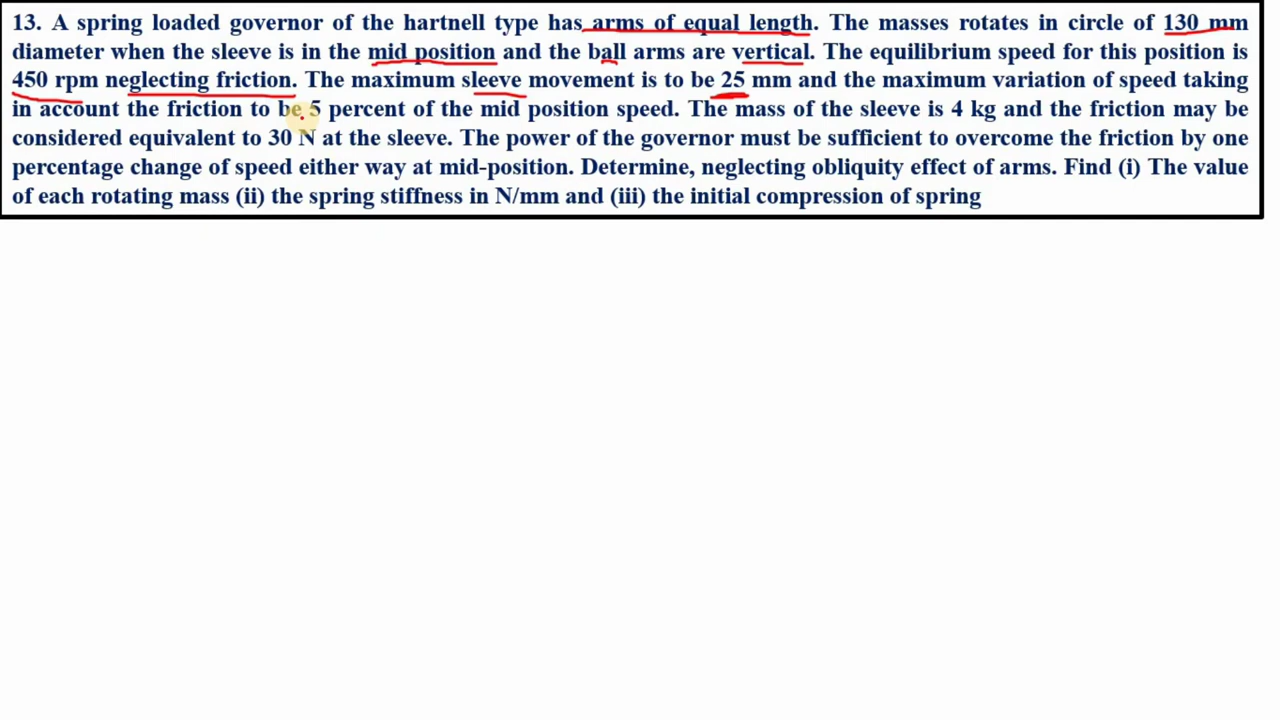 13. A spring loaded governor of the hartnell type has arms of equal length. The masses rotates in circle of 130 mm
diameter when the sleeve is in the mid position and the ball arms are vertical. The equilibrium speed for this position is
450 rpm neglecting friction. The maximum sleeve movement is to be 25 mm and the maximum variation of speed taking
in account the friction to be 5 percent of the mid position speed. The mass of the sleeve is 4 kg and the friction may be
considered equivalent to 30 N at the sleeve. The power of the governor must be sufficient to overcome the friction by one
percentage change of speed either way at mid-position. Determine, neglecting obliquity effect of arms. Find (i) The value
of each rotating mass (ii) the spring stiffness in N/mm and (iii) the initial compression of spring